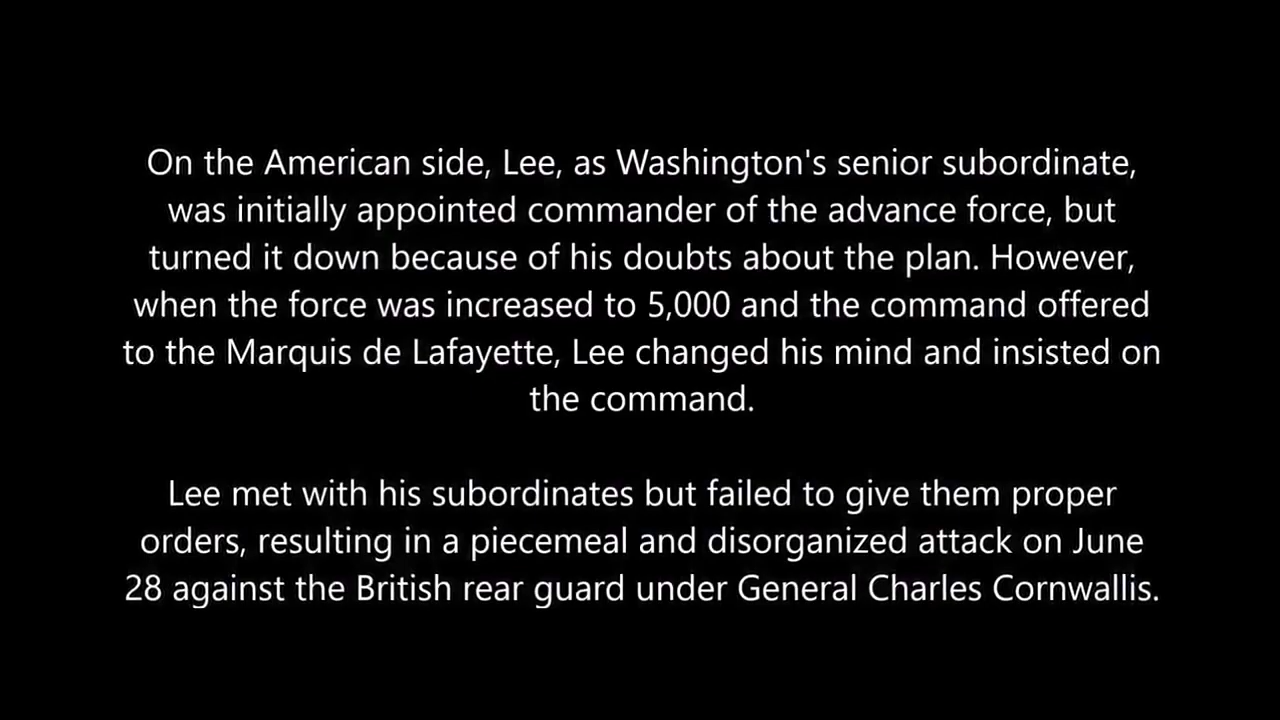 On the American side, Lee, as Washington's senior subordinate,
was initially appointed commander of the advance force, but
turned it down because of his doubts about the plan. However,
when the force was increased to 5,000 and the command offered
to the Marquis de Lafayette, Lee changed his mind and insisted on
the command.
Lee met with his subordinates but failed to give them proper
orders, resulting in a piecemeal and disorganized attack on June
28 against the British rear guard under General Charles Cornwallis.